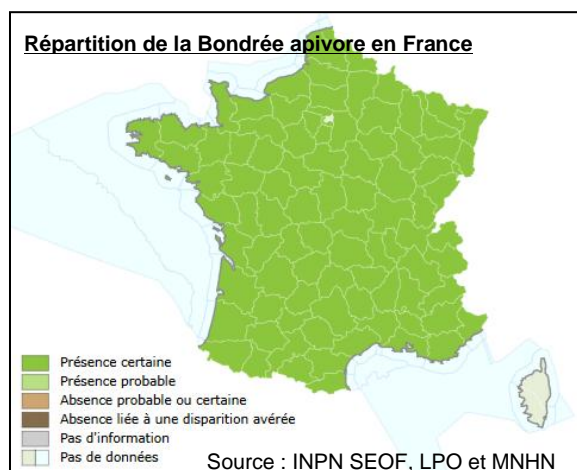 Répartition de la Bondrée apivore en France
Présence certaine
Présence probable
Absence probable ou certaine
Absence liée à une disparition avérée
Pas d'information
Pas de données
Source : INPN SEOF, LPO et MNHN